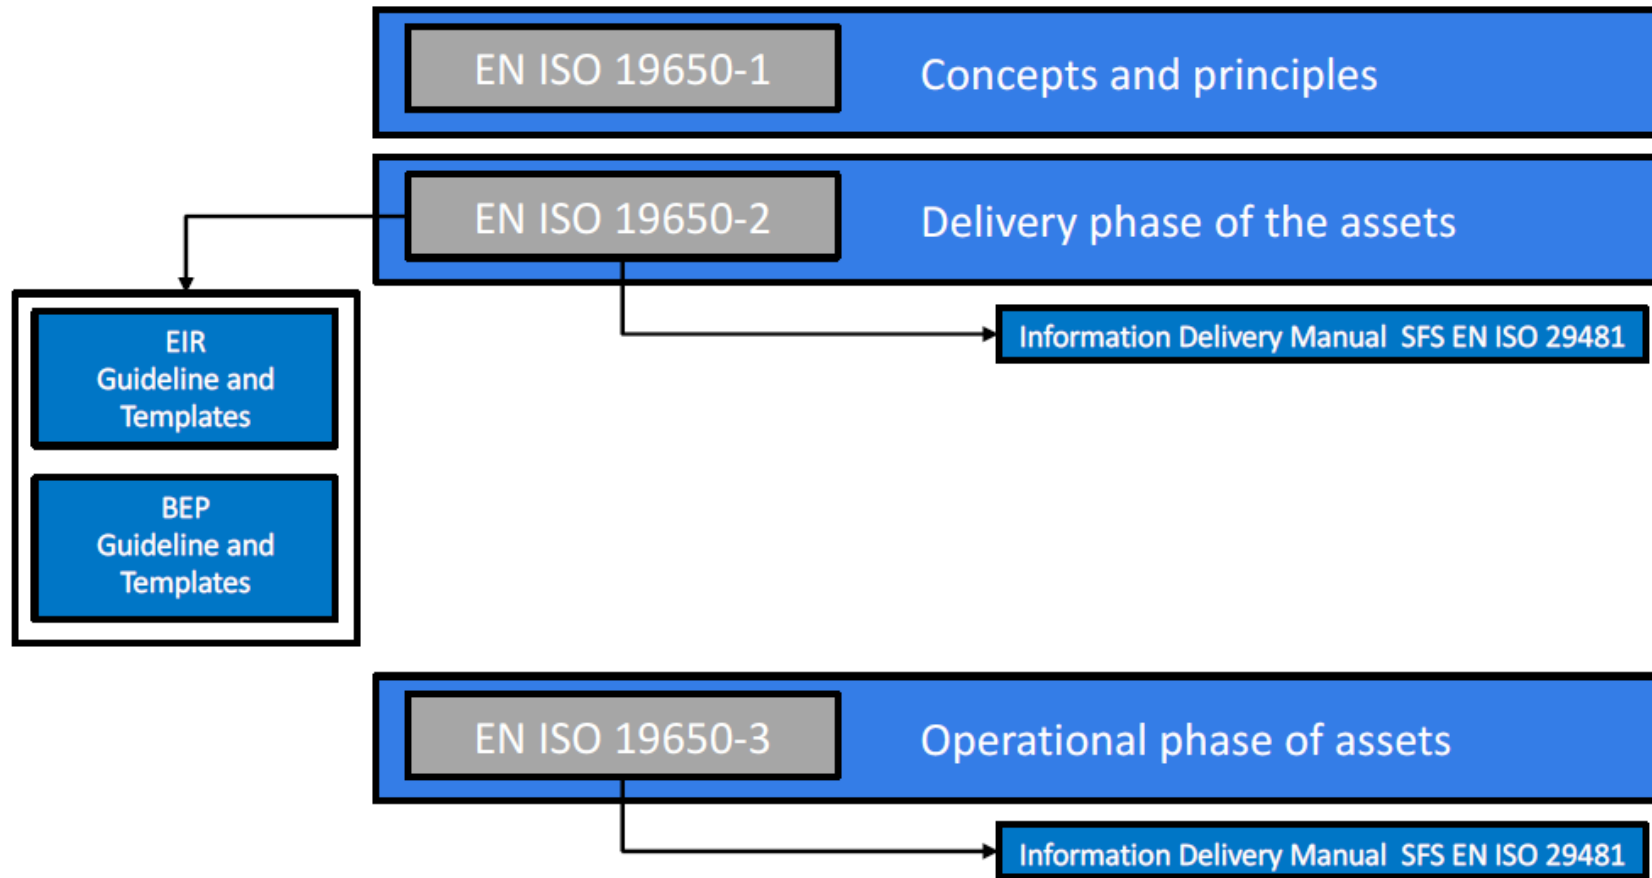 EN ISO 19650-1
Concepts and principles
EN ISO 19650-2
Delivery phase of the assets
Information Delivery Manual SFS EN ISO 29481
EIR
Guideline and
Templates
BEP
Guideline and
Templates
EN ISO 19650-3
Operational phase of assets
Information Delivery Manual SFS EN ISO 29481